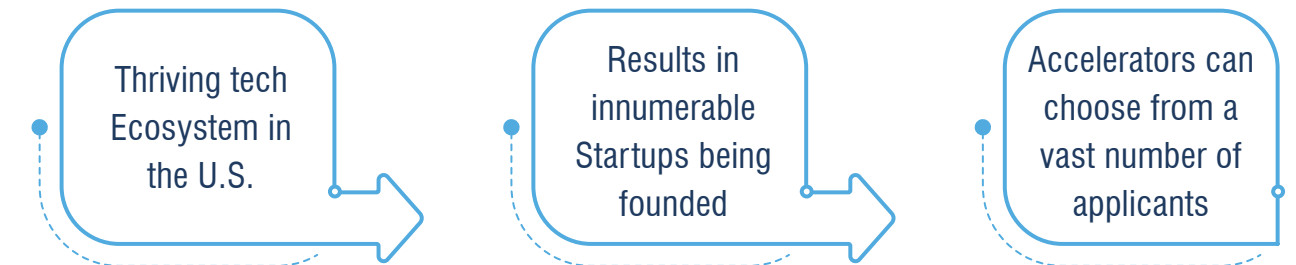 Thriving tech
Ecosystem in
the U.S.
Results in
innumerable
Startups being
founded
Accelerators can
choose from a
vast number of
applicants